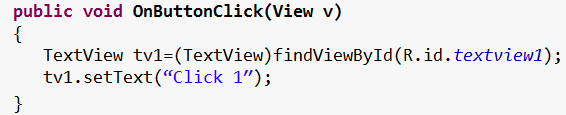 public void OnButtonClick(View v)
{
TextView tv1=(TextView)findViewById(R.id.textview1);
tv1.setText(“Click 1”);
}